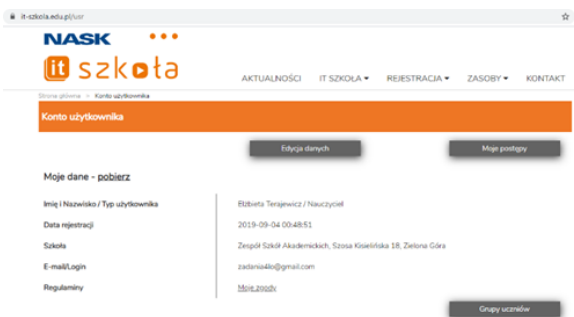 it-szkola.edu.pl/usr
NASK
it szkoła
AKTUALNOŚCI IT SZKOŁA REJESTRACJA ZASOBY KONTAKT
Strona główna > Konto użytkownika
Konto użytkownika
Edycja danych Moje postępy
Moje dane - pobierz
Imię i Nazwisko / Typ użytkownika Elżbieta Terajewicz / Nauczyciel
Data rejestracji 2019-09-04 00:48:51
Szkoła Zespół Szkół Akademickich, Szosa Kisielińska 18, Zielona Góra
E-mail/Login zadania4lo@gmail.com
Regulaminy Moje zgody
Grupy uczniów